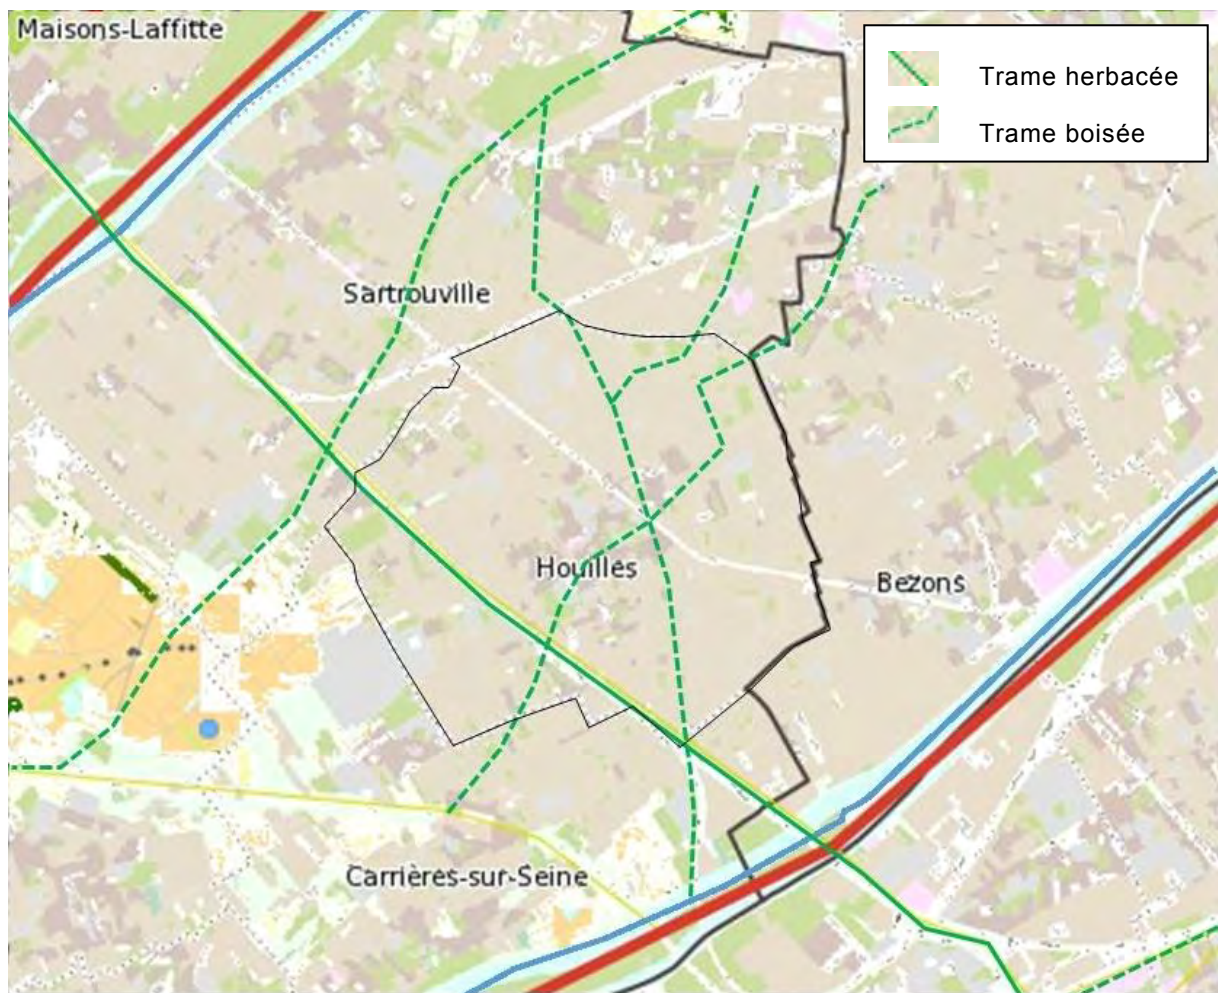 Maisons-Laffitte
Trame herbacée
Trame boisée
Sartrouville
Houilles
Bezons
Carrières-sur-Seine